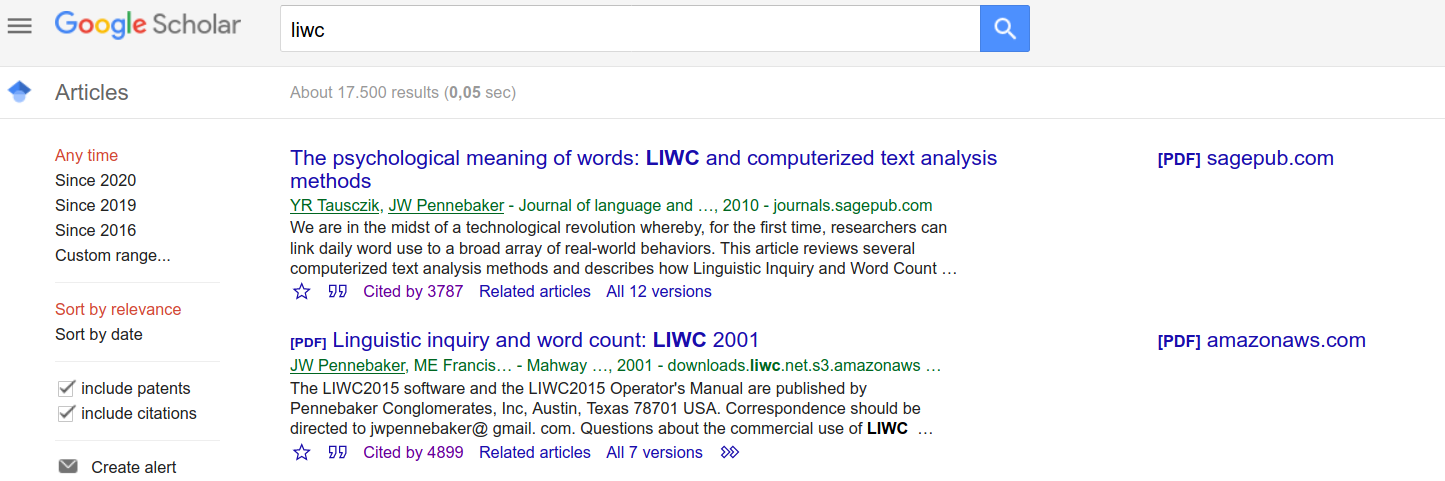 Google Scholar
liwc
Articles
About 17.500 results (0,05 sec)
Any time
Since 2020
Since 2019
Since 2016
Custom range...
Sort by relevance
Sort by date
include patents
include citations
Create alert
The psychological meaning of words: LIWC and computerized text analysis
methods
YR Tausczik, JW Pennebaker - Journal of language and …, 2010 - journals.sagepub.com
We are in the midst of a technological revolution whereby, for the first time, researchers can
link daily word use to a broad array of real-world behaviors. This article reviews several
computerized text analysis methods and describes how Linguistic Inquiry and Word Count …
Cited by 3787 Related articles All 12 versions
[PDF] sagepub.com
[PDF] Linguistic inquiry and word count: LIWC 2001
JW Pennebaker, ME Francis… - Mahway …, 2001 - downloads.liwc.net.s3.amazonaws …
The LIWC2015 software and the LIWC2015 Operator's Manual are published by
Pennebaker Conglomerates, Inc, Austin, Texas 78701 USA. Correspondence should be
directed to jwpennebaker@ gmail. com. Questions about the commercial use of LIWC …
Cited by 4899 Related articles All 7 versions
[PDF] amazonaws.com